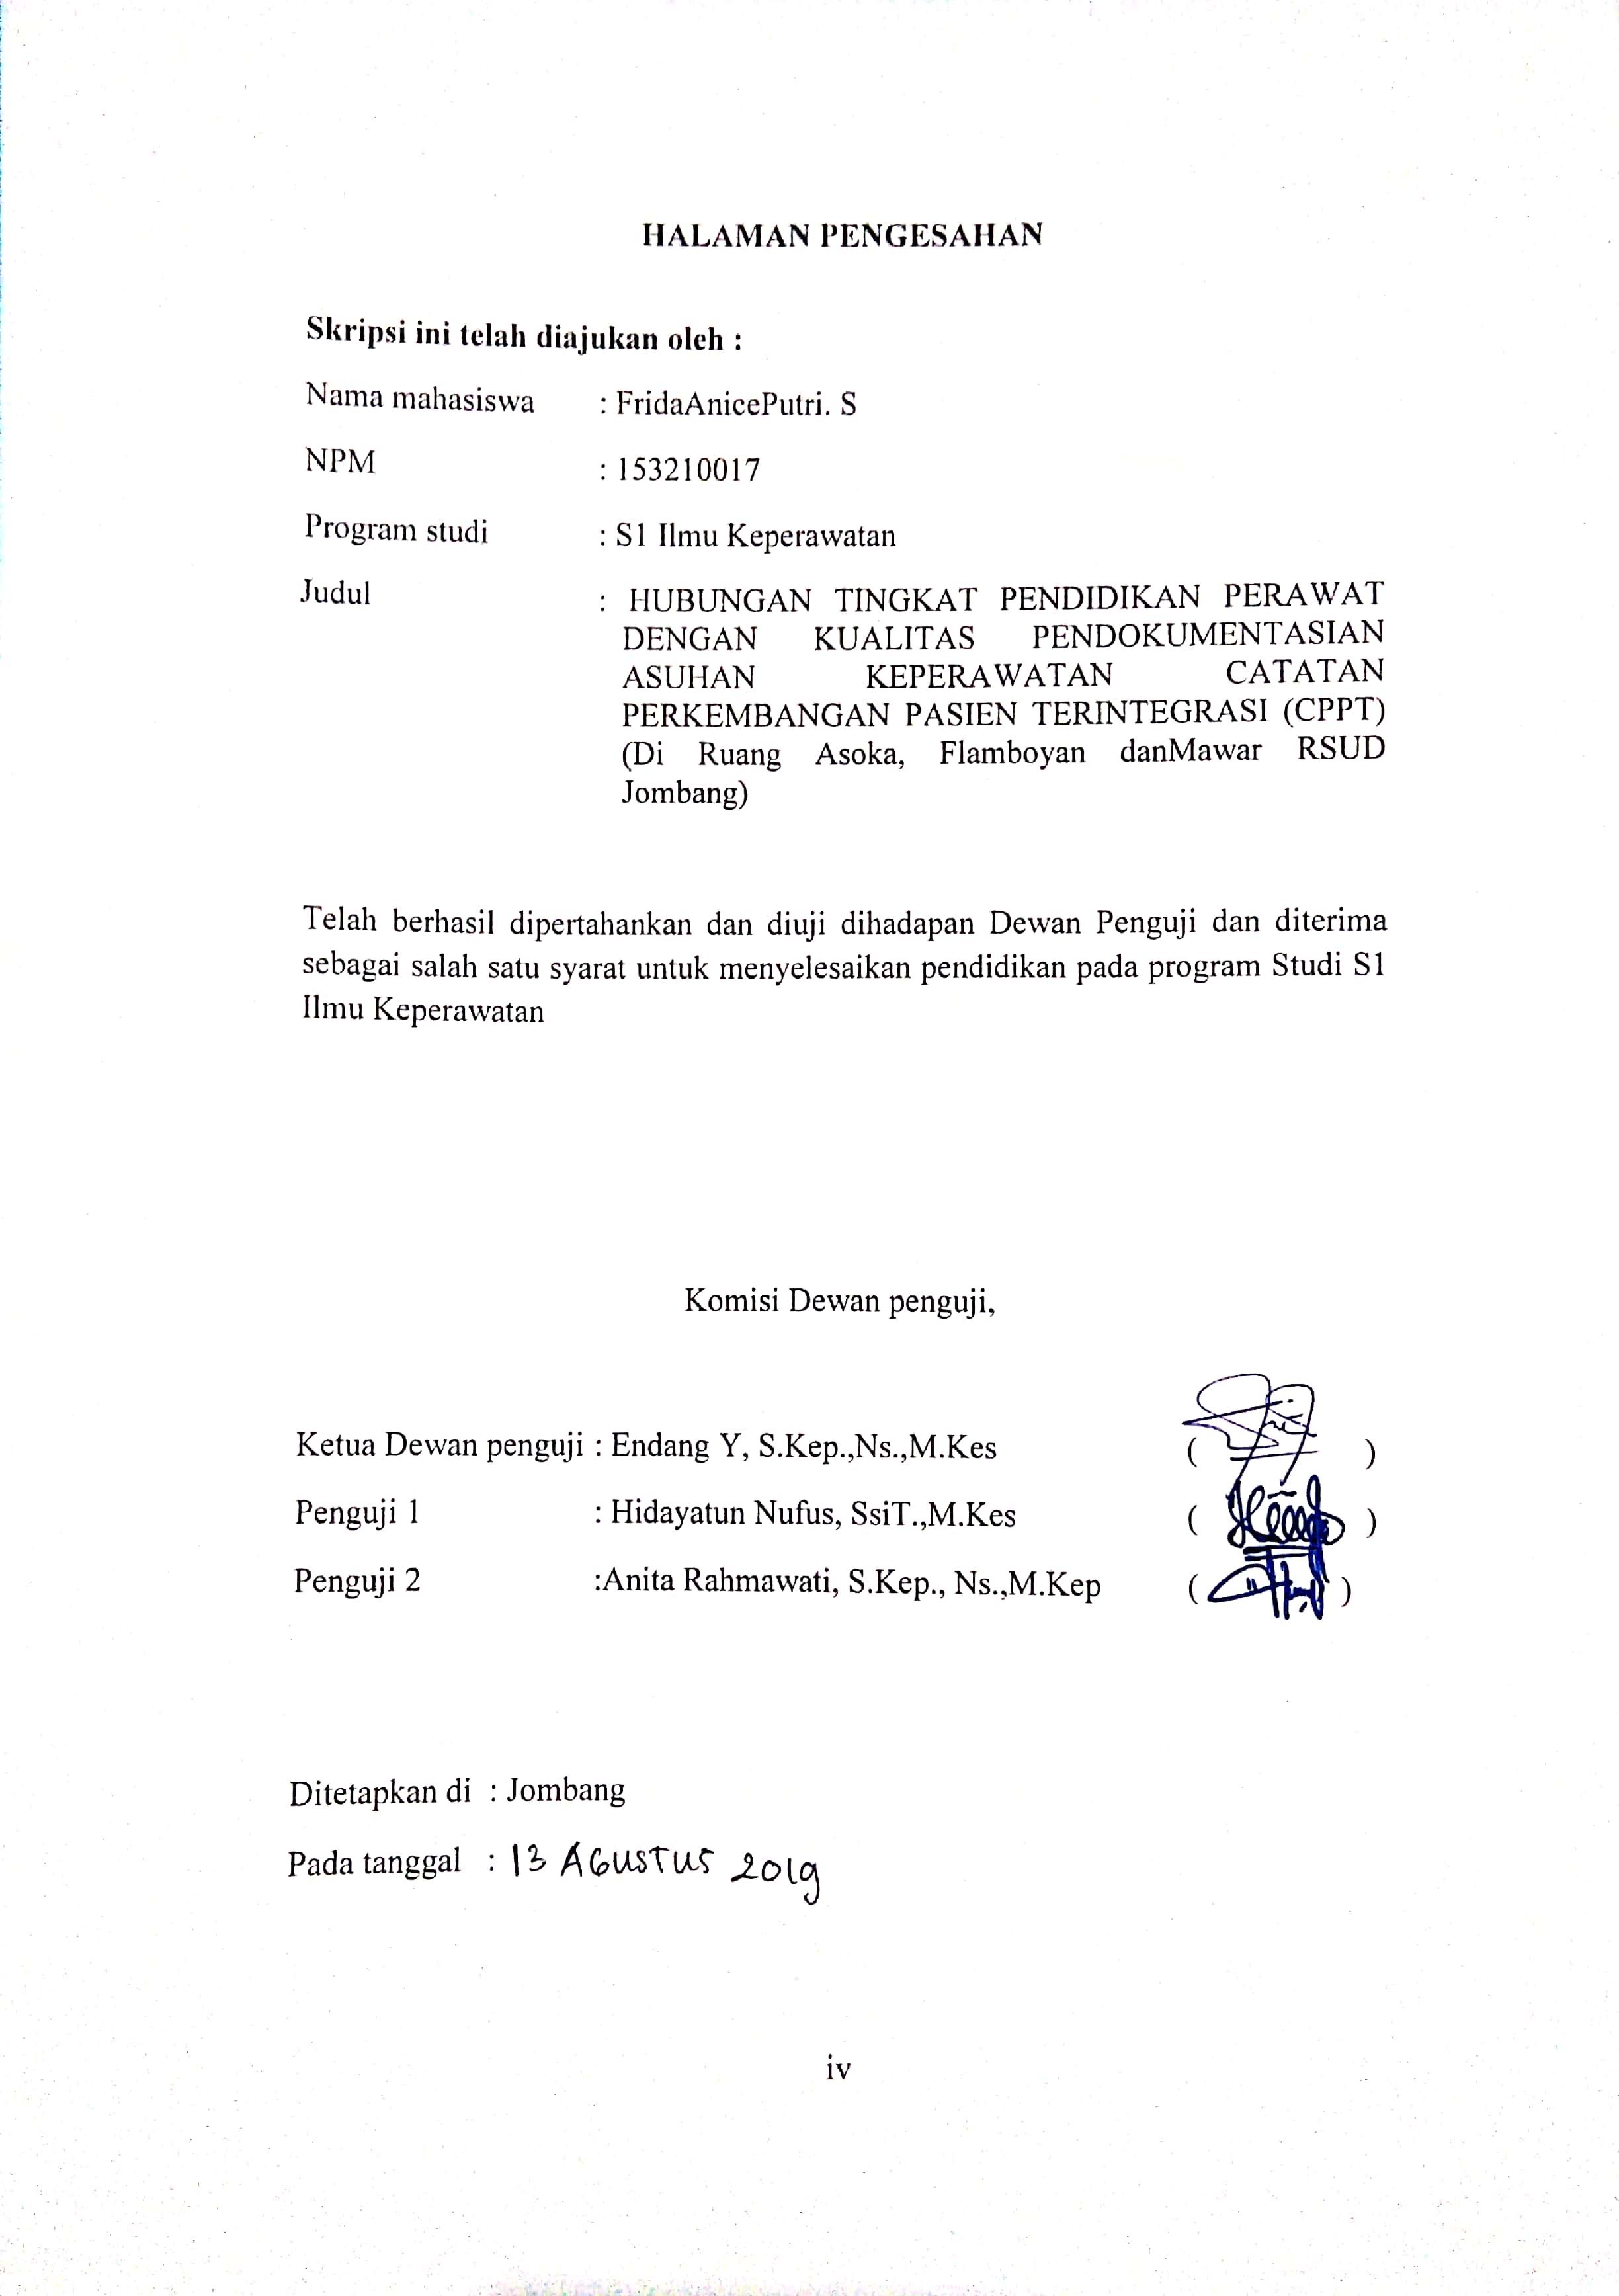 HALAMAN PENGESAHAN
Skripsi ini telah diajukan oleh :
Nama mahasiswa : FridaAnicePutri. S
NPM : 153210017
Program studi : S1 Ilmu Keperawatan
Judul : HUBUNGAN TINGKAT PENDIDIKAN PERAWAT
DENGAN KUALITAS PENDOKUMENTASIAN
ASUHAN KEPERAWATAN CATATAN
PERKEMBANGAN PASIEN TERINTEGRASI (CPPT)
(Di Ruang Asoka, Flamboyan danMawar RSUD
Jombang)
Telah berhasil dipertahankan dan diuji dihadapan Dewan Penguji dan diterima
sebagai salah satu syarat untuk menyelesaikan pendidikan pada program Studi S1
Ilmu Keperawatan
Komisi Dewan penguji,
Ketua Dewan penguji : Endang Y, S.Kep.,Ns.,M.Kes ( )
Penguji 1 : Hidayatun Nufus, SsiT.,M.Kes ( )
Penguji 2 :Anita Rahmawati, S.Kep., Ns.,M.Kep ( )
Ditetapkan di : Jombang
Pada tanggal : 13 AGUSTUS 2019
iv